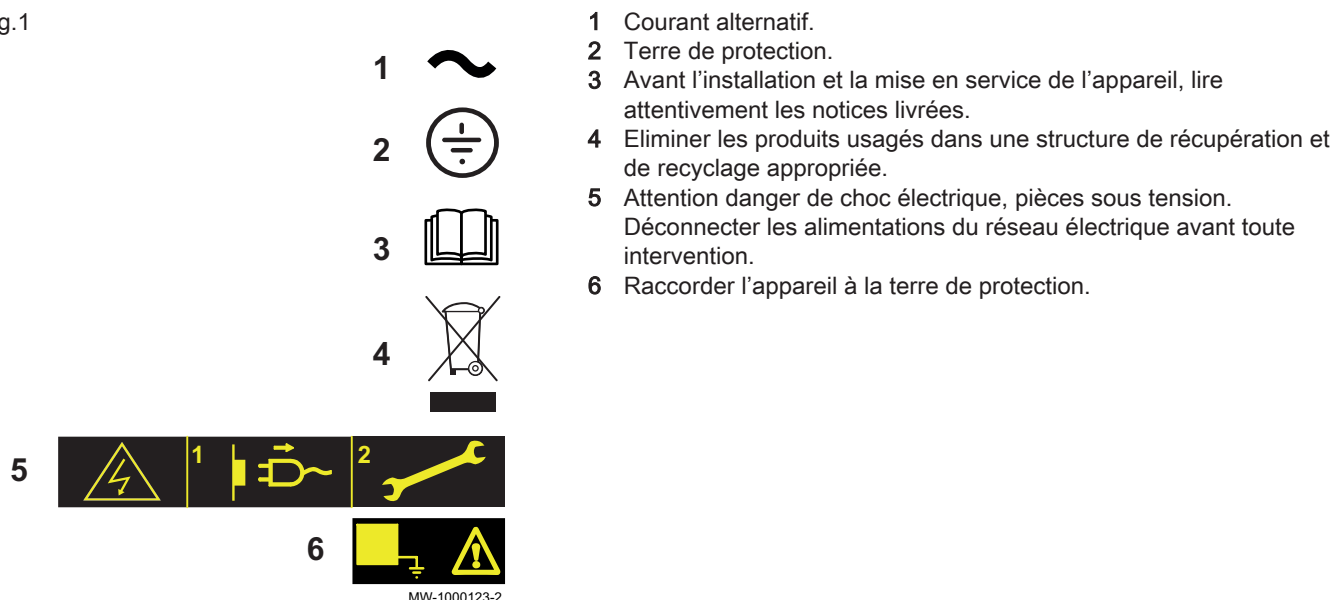 g.1
1
2
3
4
5
1
2
6
MW-1000123-2
1 Courant alternatif.
2 Terre de protection.
3 Avant l’installation et la mise en service de l’appareil, lire
attentivement les notices livrées.
4 Eliminer les produits usagés dans une structure de récupération et
de recyclage appropriée.
5 Attention danger de choc électrique, pièces sous tension.
Déconnecter les alimentations du réseau électrique avant toute
intervention.
6 Raccorder l’appareil à la terre de protection.